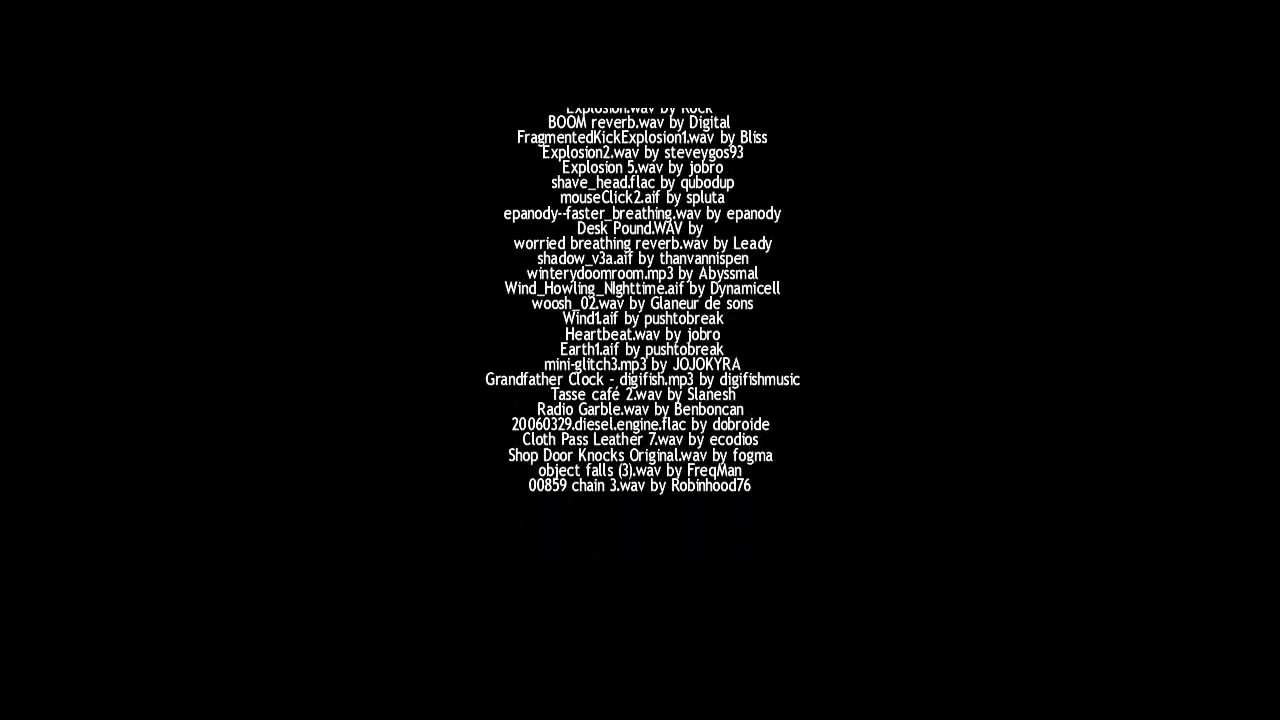 Explosion.wav by Rock
BOOM reverb.wav by Digital
FragmentedKickExplosion1.wav by Bliss
Explosion2.wav by steveygos93
Explosion 5.wav by jobro
shave_head.flac by qubodup
mouseClick2.aif by spluta
epanody--faster_breathing.wav by epanody
Desk Pound.WAV by
worried breathing reverb.wav by Leady
shadow_v3a.aif by thanvannispen
winterydoomroom.mp3 by Abyssmal
Wind_Howling_NIghttime.aif by Dynamicell
woosh_02.wav by Glaneur de sons
Wind1.aif by pushtobreak
Heartbeat.wav by jobro
Earth1.aif by pushtobreak
mini-glitch3.mp3 by JOJOKYRA
Grandfather Clock - digifish.mp3 by digifishmusic
Tasse café 2.wav by Slanesh
Radio Garble.wav by Benboncan
20060329.diesel.engine.flac by dobroide
Cloth Pass Leather 7.wav by ecodios
Shop Door Knocks Original.wav by fogma
object falls (3).wav by FreqMan
00859 chain 3.wav by Robinhood76